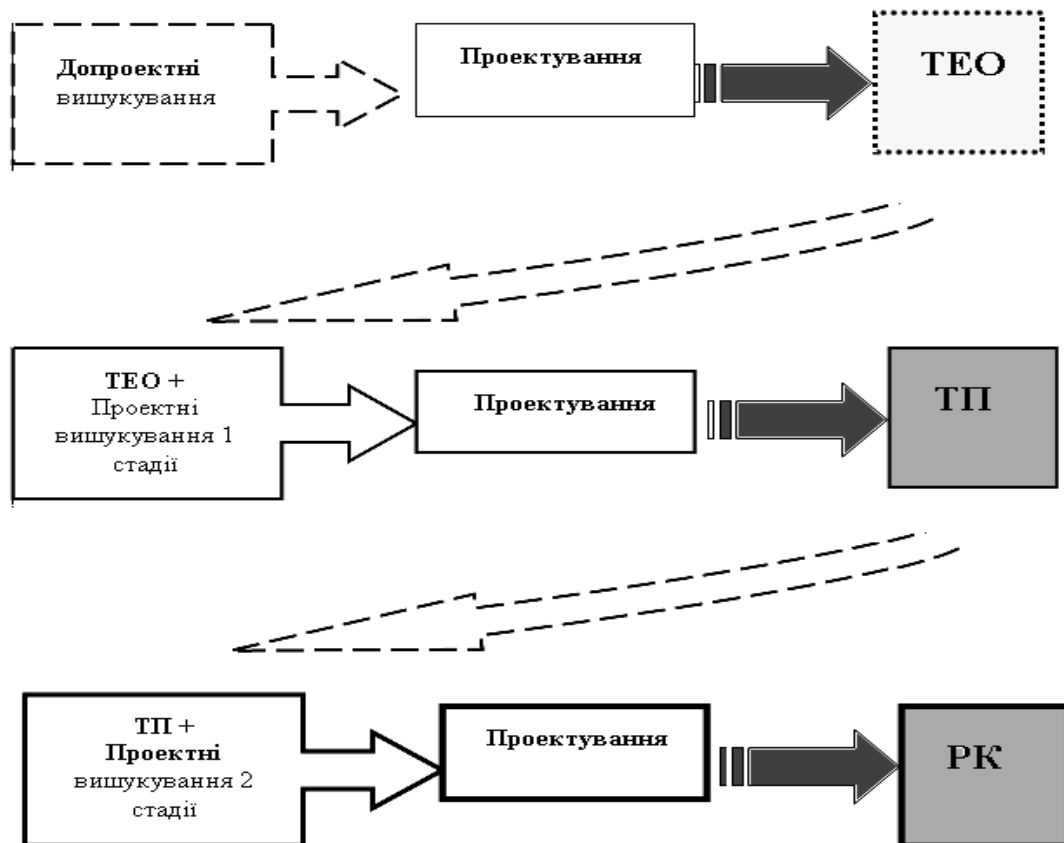 Допроектні
вишукування
Проектування
ТЕО
ТЕО +
Проектні
вишукування 1
стадії
Проектування
ТП
ТП +
Проектні
вишукування 2
стадії
Проектування
РК